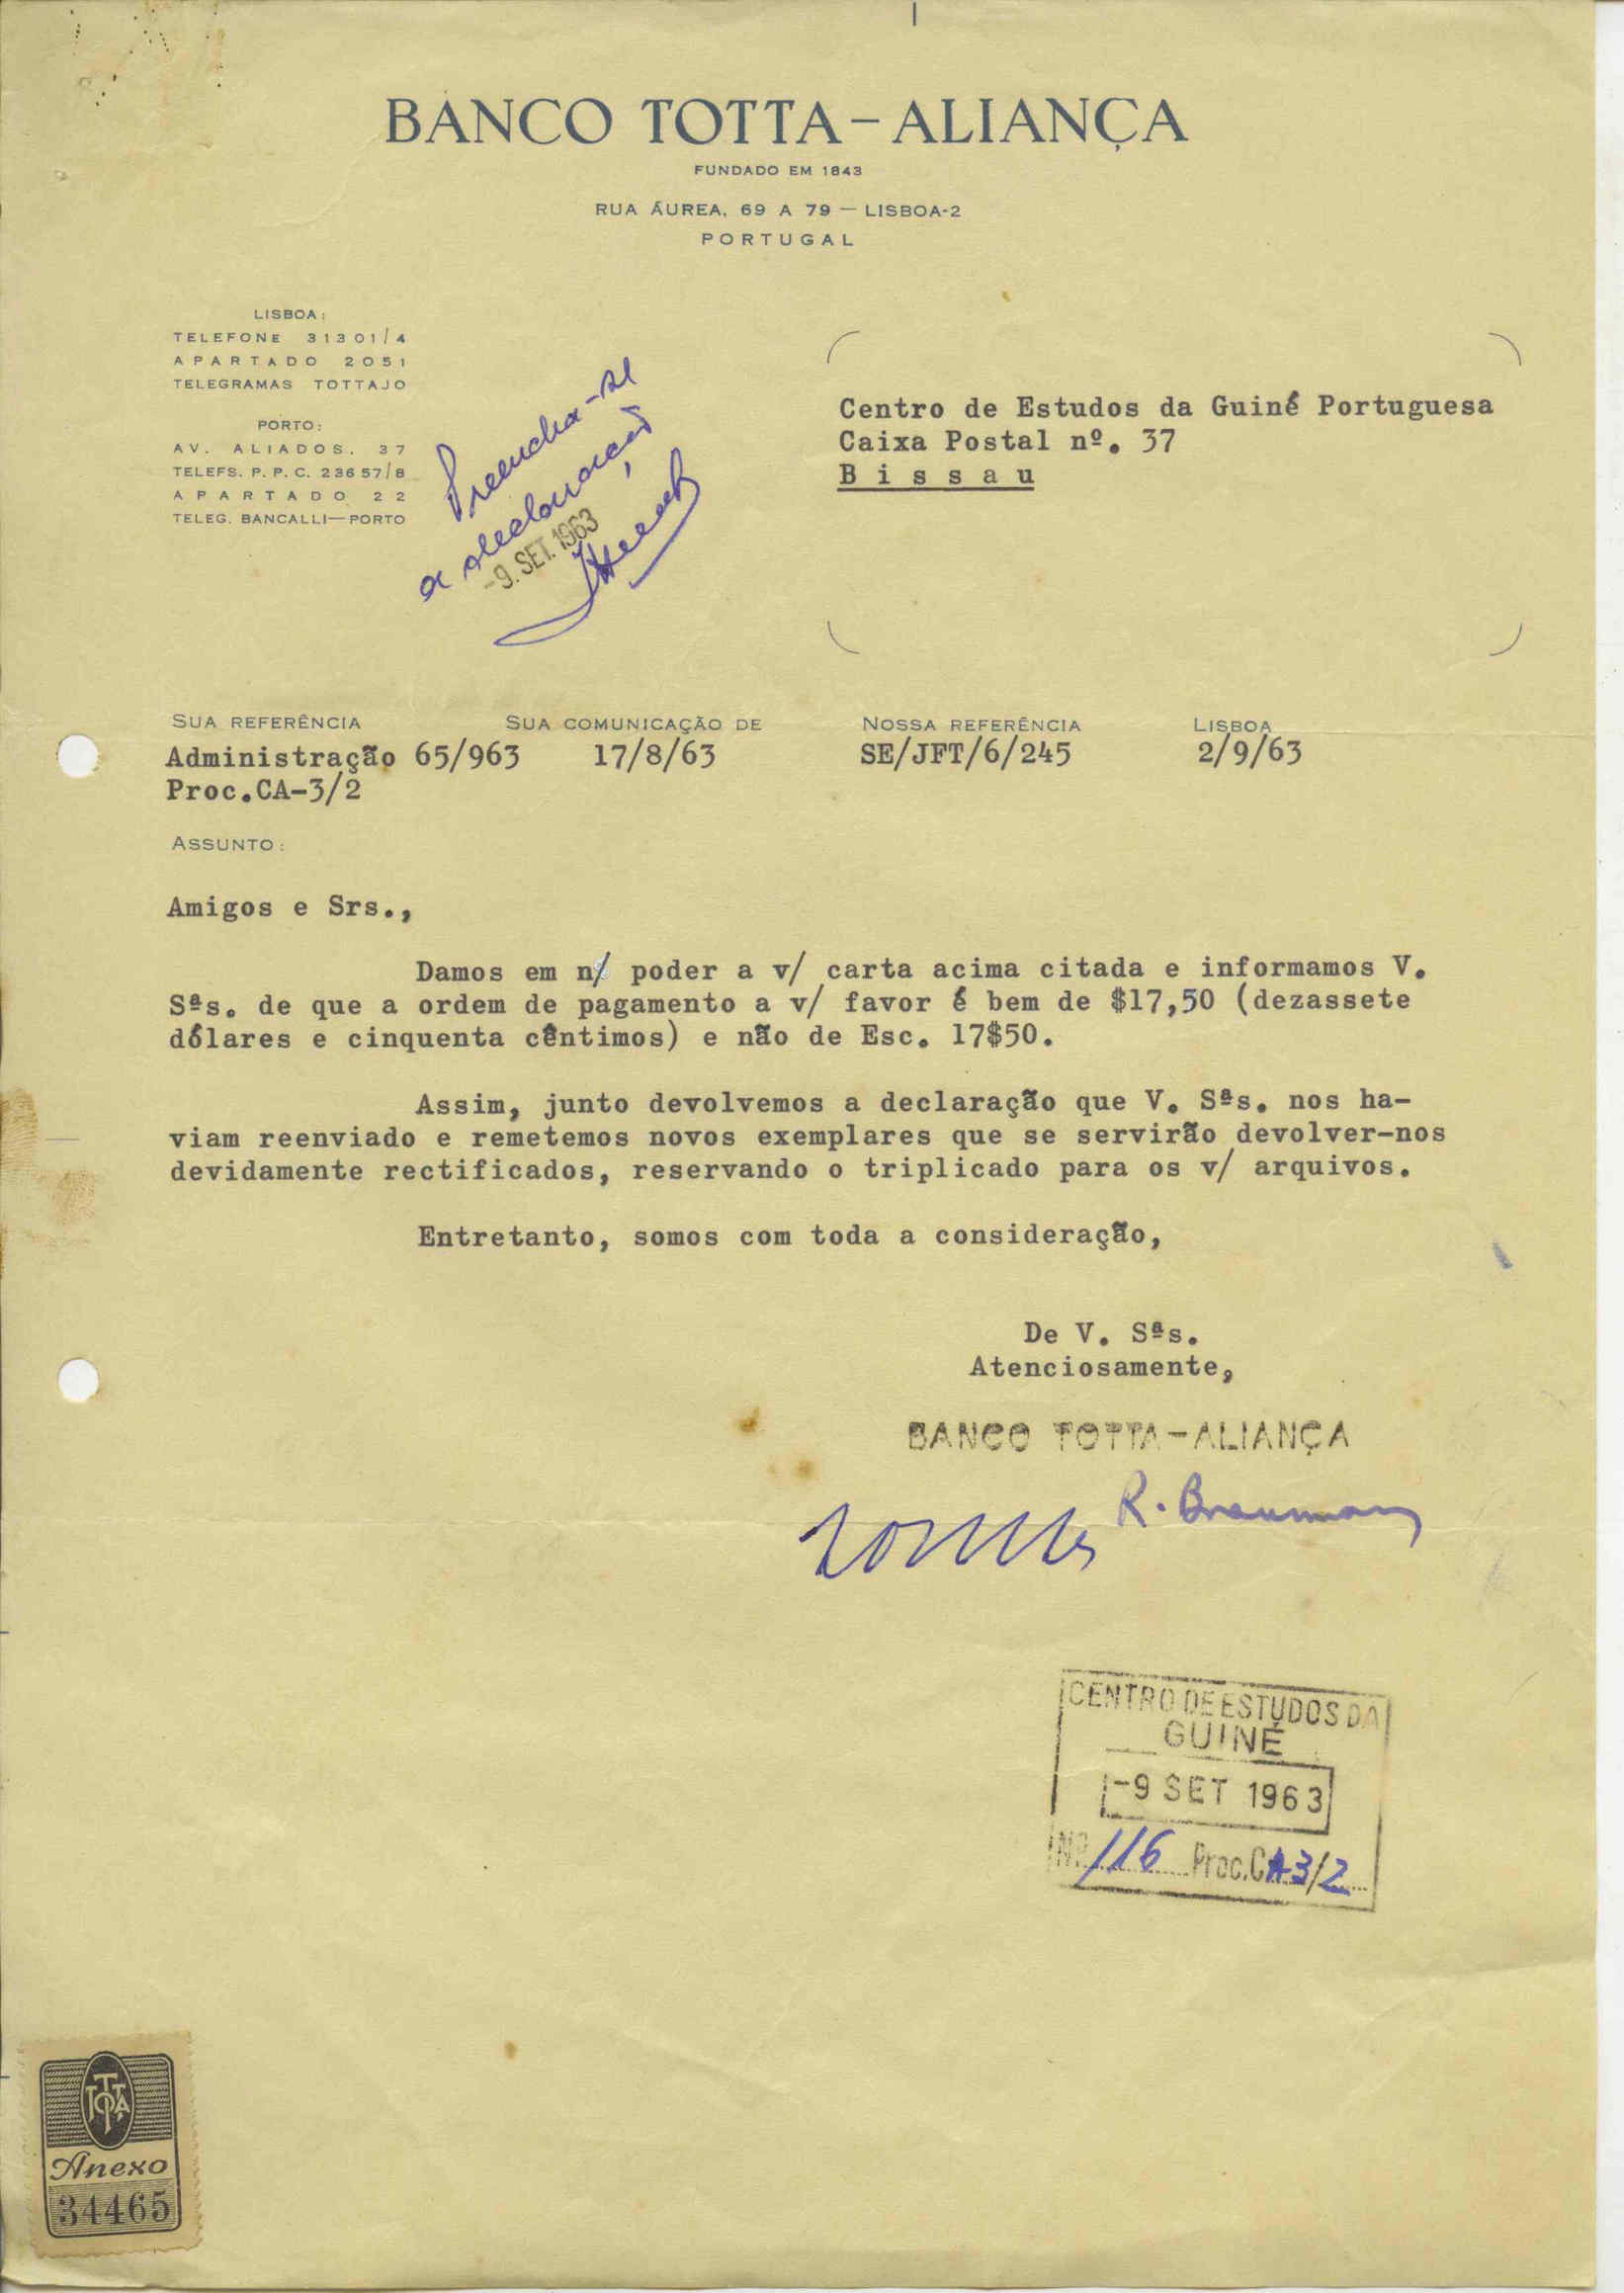 BANCO TOTTA-ALIANÇA
FUNDADO EM 1843
RUA ÁUREA, 69 A 79 — LISBOA-2
PORTUGAL
LISBOA:
TELEFONE 31301/4
APARTADO 2051
TELEGRAMAS TOTTAJO
PORTO:
AV. ALIADOS, 37
TELEFS. P. P. C. 23657/8
APARTADO 22
TELEG. BANCALLI—PORTO
Preencha-se
a declaração
-9. SET. 1963
Centro de Estudos da Guiné Portuguesa
Caixa Postal nº. 37
B i s s a u
SUA REFERÊNCIA SUA COMUNICAÇÃO DE NOSSA REFERÊNCIA LISBOA
Administração 65/963 17/8/63 SE/JFT/6/245 2/9/63
Proc.CA-3/2
ASSUNTO:
Amigos e Srs.,
Damos em n/ poder a v/ carta acima citada e informamos V.
Sªs. de que a ordem de pagamento a v/ favor é bem de $17,50 (dezassete
dólares e cinquenta cêntimos) e não de Esc. 17$50.
Assim, junto devolvemos a declaração que V. Sªs. nos ha-
viam reenviado e remetemos novos exemplares que se servirão devolver-nos
devidamente rectificados, reservando o triplicado para os v/ arquivos.
Entretanto, somos com toda a consideração,
De V. Sªs.
Atenciosamente,
BANCO TOTTA-ALIANÇA
R.
CENTRO DE ESTUDOS DA
GUINÉ
-9 SET 1963
Nº 116 Proc.CA3/2
TOTTA
Anexo
34465